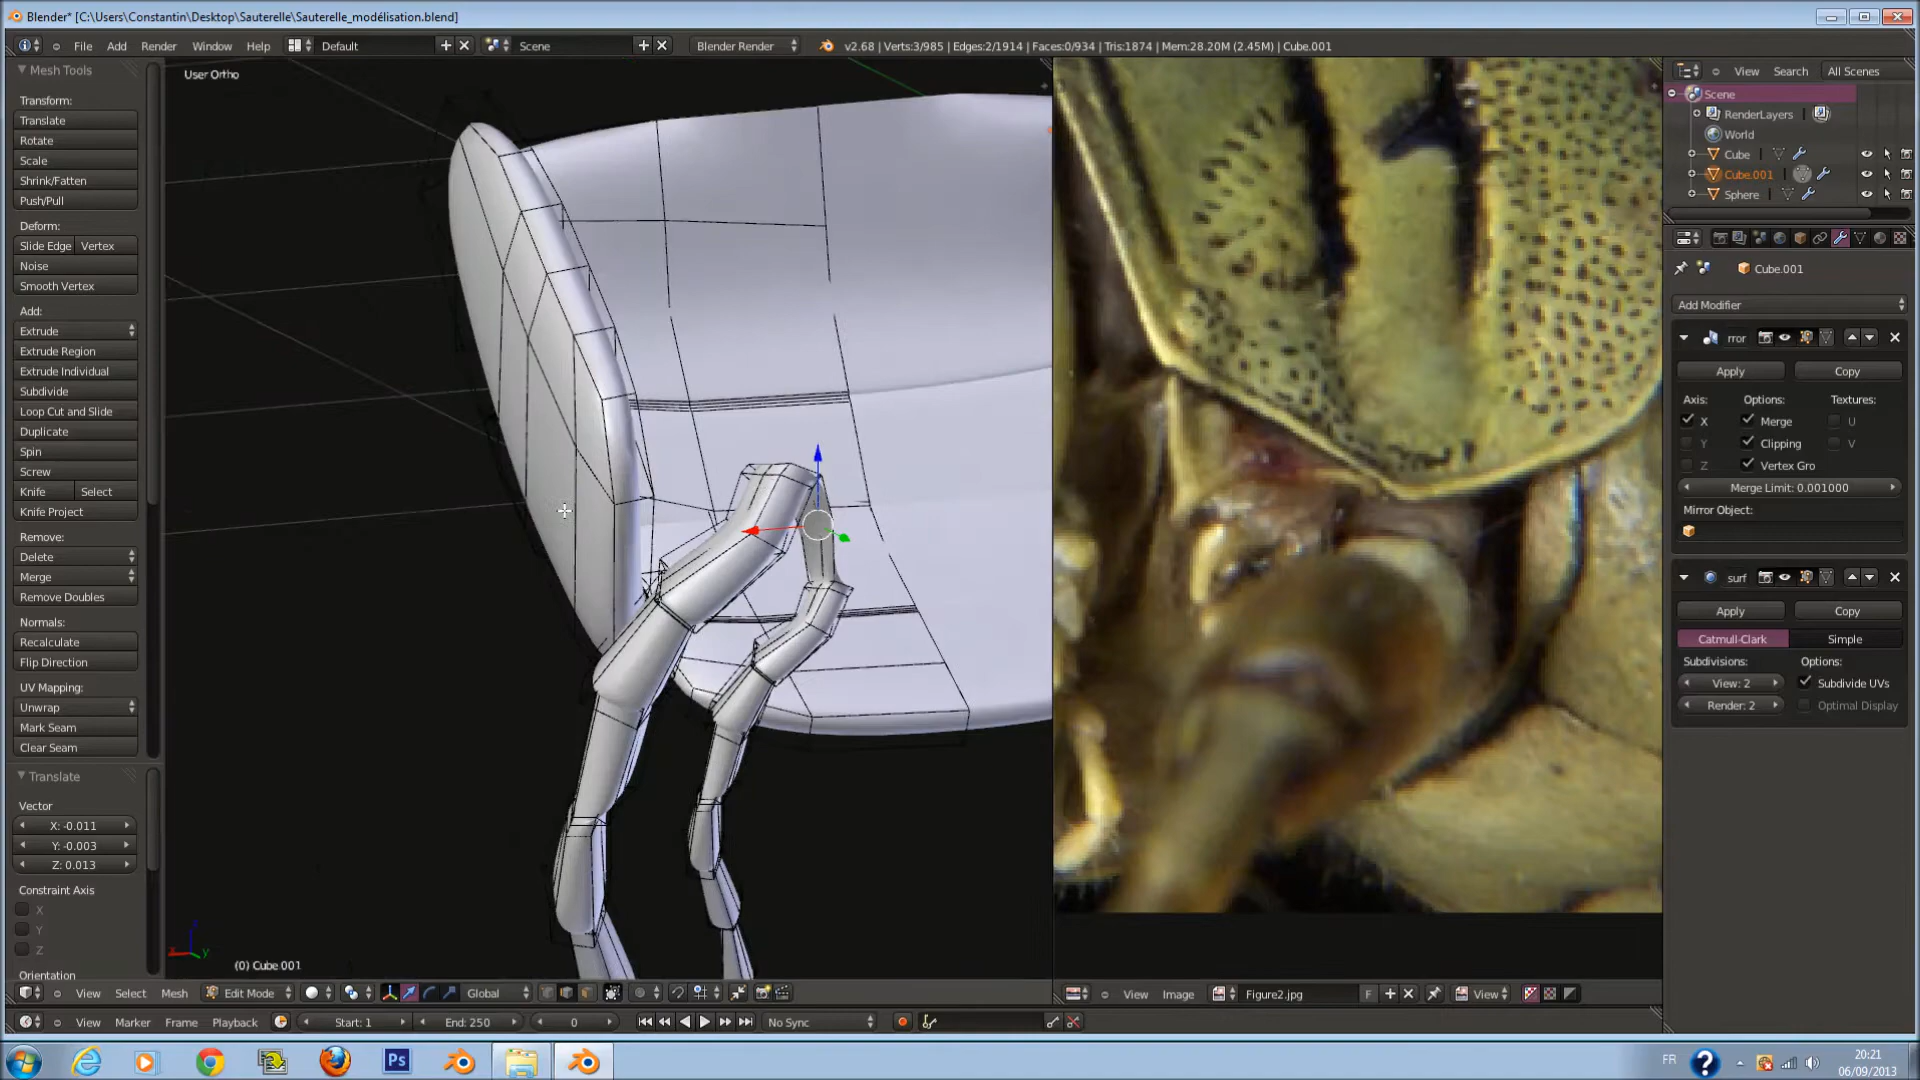 Blender* [C:\Users\Constantin\Desktop\Sauterelle\Sauterelle_modélisation.blend]
File Add Render Window Help Default Scene Blender Render v2.68 | Verts:3/985 | Edges:2/1914 | Faces:0/934 | Tris:1874 | Mem:28.20M (2.45M) | Cube.001
Mesh Tools
User Ortho
View Search All Scenes
Scene
RenderLayers
World
Cube
Cube.001
Sphere
Transform:
Translate
Rotate
Scale
Shrink/Fatten
Push/Pull
Deform:
Slide Edge Vertex
Noise
Smooth Vertex
Add:
Extrude
Extrude Region
Extrude Individual
Subdivide
Loop Cut and Slide
Duplicate
Spin
Screw
Knife Select
Knife Project
Remove:
Delete
Merge
Remove Doubles
Normals:
Recalculate
Flip Direction
UV Mapping:
Unwrap
Mark Seam
Clear Seam
Translate
Vector
X: -0.011
Y: -0.003
Z: 0.013
Constraint Axis
X
Y
Z
Orientation
(0) Cube.001
Cube.001
Add Modifier
rror
Apply Copy
Axis: Options: Textures:
X Merge U
Y Clipping V
Z Vertex Gro
Merge Limit: 0.001000
Mirror Object:
surf
Apply Copy
Catmull-Clark Simple
Subdivisions: Options:
View: 2 Subdivide UVs
Render: 2 Optimal Display
View Select Mesh Edit Mode Global
View Image Figure2.jpg F View
View Marker Frame Playback Start: 1 End: 250 0 No Sync
Ps
FR ?
20:21
06/09/2013